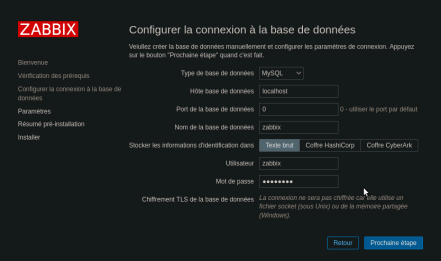 ZABBIX
Bienvenue
Vérification des prérequis
Configurer la connexion à la base de
données
Paramètres
Résumé pré-installation
Installer
Configurer la connexion à la base de données
Veuillez créer la base de données manuellement et configurer les paramètres de connexion. Appuyez
sur le bouton "Prochaine étape" quand c'est fait.
Type de base de données MySQL
Hôte base de données localhost
Port de la base de données 0 0 - utiliser le port par défaut
Nom de la base de données zabbix
Stocker les informations d'identification dans Texte brut Coffre HashiCorp Coffre CyberArk
Utilisateur zabbix
Mot de passe ●●●●●●●●
Chiffrement TLS de la base de données La connexion ne sera pas chiffrée car elle utilise un
fichier socket (sous Unix) ou de la mémoire partagée
(Windows).
Retour Prochaine étape